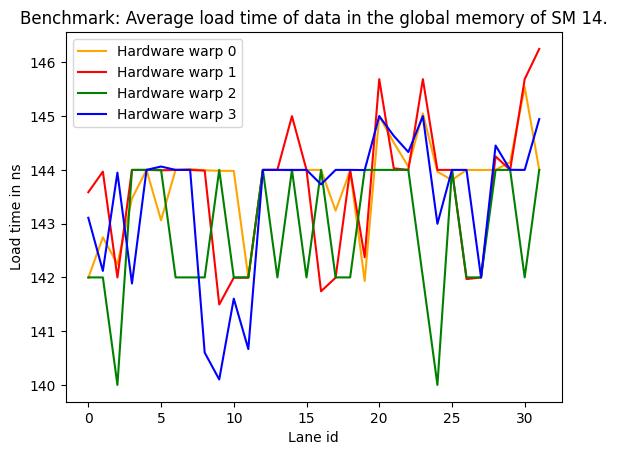 Benchmark: Average load time of data in the global memory of SM 14.
Hardware warp 0
Hardware warp 1
Hardware warp 2
Hardware warp 3
Load time in ns
146
145
144
143
142
141
140
0 5 10 15 20 25 30
Lane id